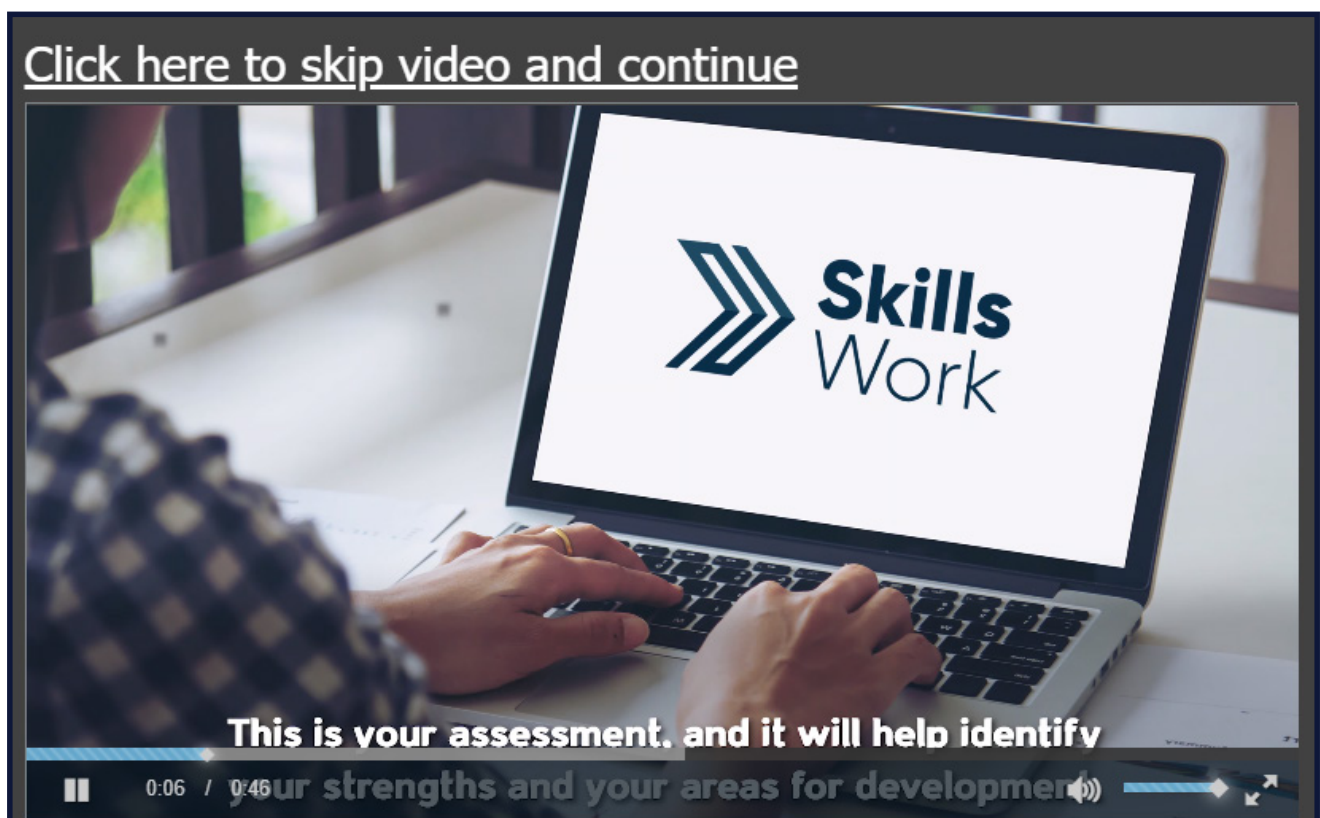 Click here to skip video and continue
Skills
Work
This is your assessment, and it will help identify
your strengths and your areas for development
0:06 / 0:46